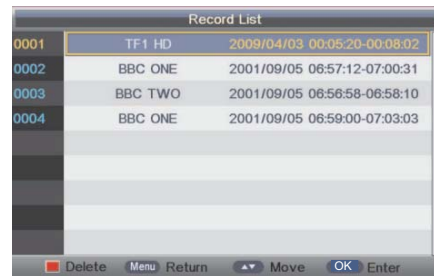 Record List
0001 TF1 HD 2009/04/03 00:05:20-00:08:02
0002 BBC ONE 2001/09/05 06:57:12-07:00:31
0003 BBC TWO 2001/09/05 06:56:58-06:58:10
0004 BBC ONE 2001/09/05 06:59:00-07:03:03
Delete Menu Return Move OK Enter